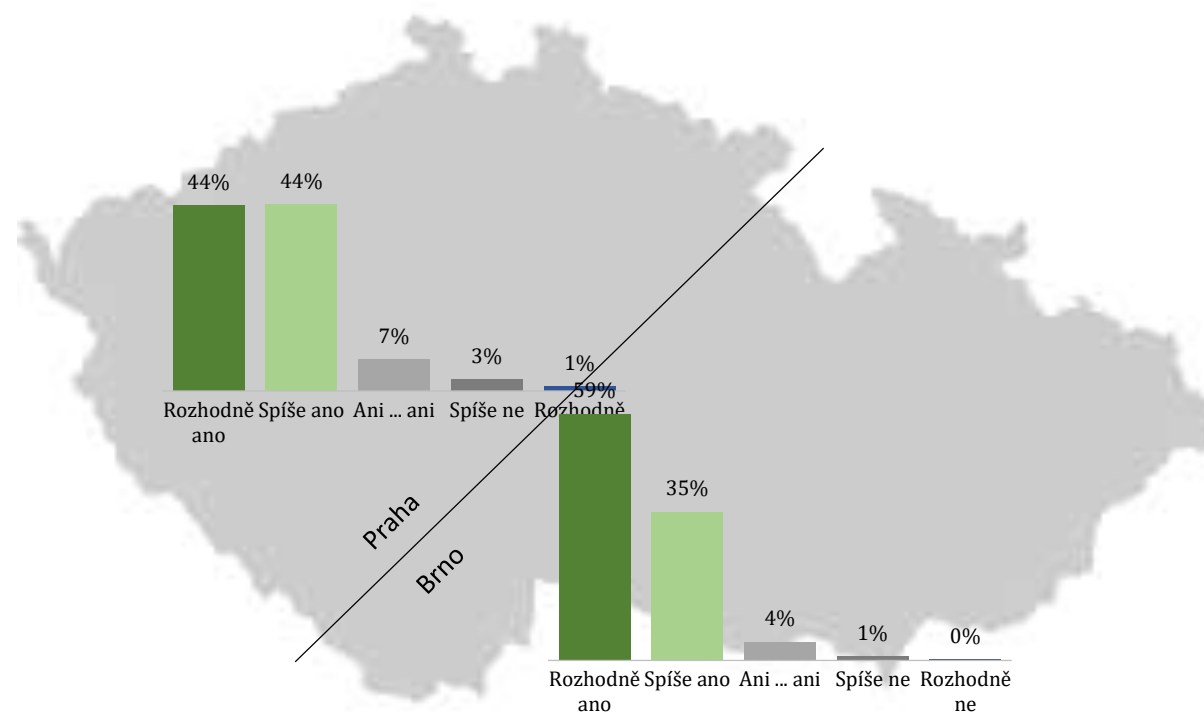 44% 44%
7% 3% 1%
Rozhodně Spíše ano Ani ... ani Spíše ne Rozhodně
ano
Praha
Brno
59%
35%
4% 1% 0%
Rozhodně Spíše ano Ani ... ani Spíše ne Rozhodně
ano ne